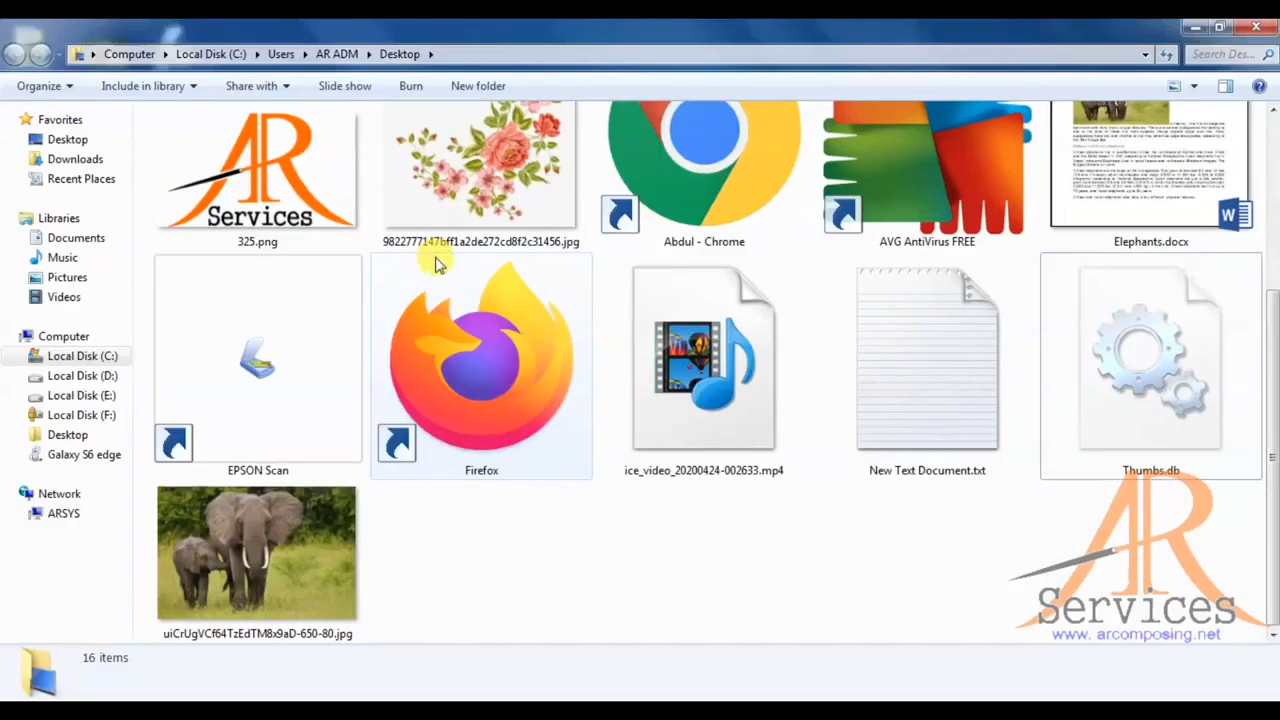 Computer
Local Disk (C:)
Users
AR ADM
Desktop
Search Des...
Organize
Include in library
Share with
Slide show
Burn
New folder
Favorites
Desktop
Downloads
Recent Places
Libraries
Documents
Music
Pictures
Videos
Computer
Local Disk (C:)
Local Disk (D:)
Local Disk (E:)
Local Disk (F:)
Desktop
Galaxy S6 edge
Network
ARSYS
AR
Services
325.png
9822777147bff1a2de272cd8f2c31456.jpg
Abdul - Chrome
AVG AntiVirus FREE
W
Elephants.docx
EPSON Scan
Firefox
ice_video_20200424-002633.mp4
New Text Document.txt
Thumbs.db
uiCrUgVCf64TzEdTM8x9aD-650-80.jpg
AR
Services
www. arcomposing.net
16 items